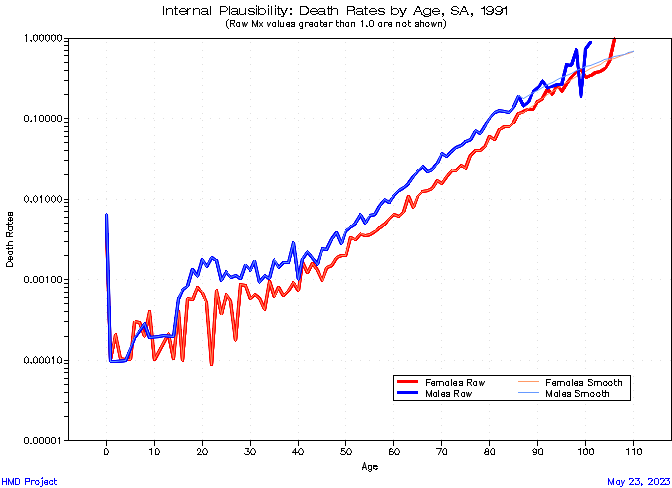 Internal Plausibility: Death Rates by Age, SA, 1991
(Raw Mx values greater than 1.0 are not shown)
1.00000
0.10000
0.01000
0.00100
0.00010
0.00001
Death Rates
Females Raw
Females Smooth
Males Raw
Males Smooth
0 10 20 30 40 50 60 70 80 90 100 110
Age
HMD Project
May 23, 2023